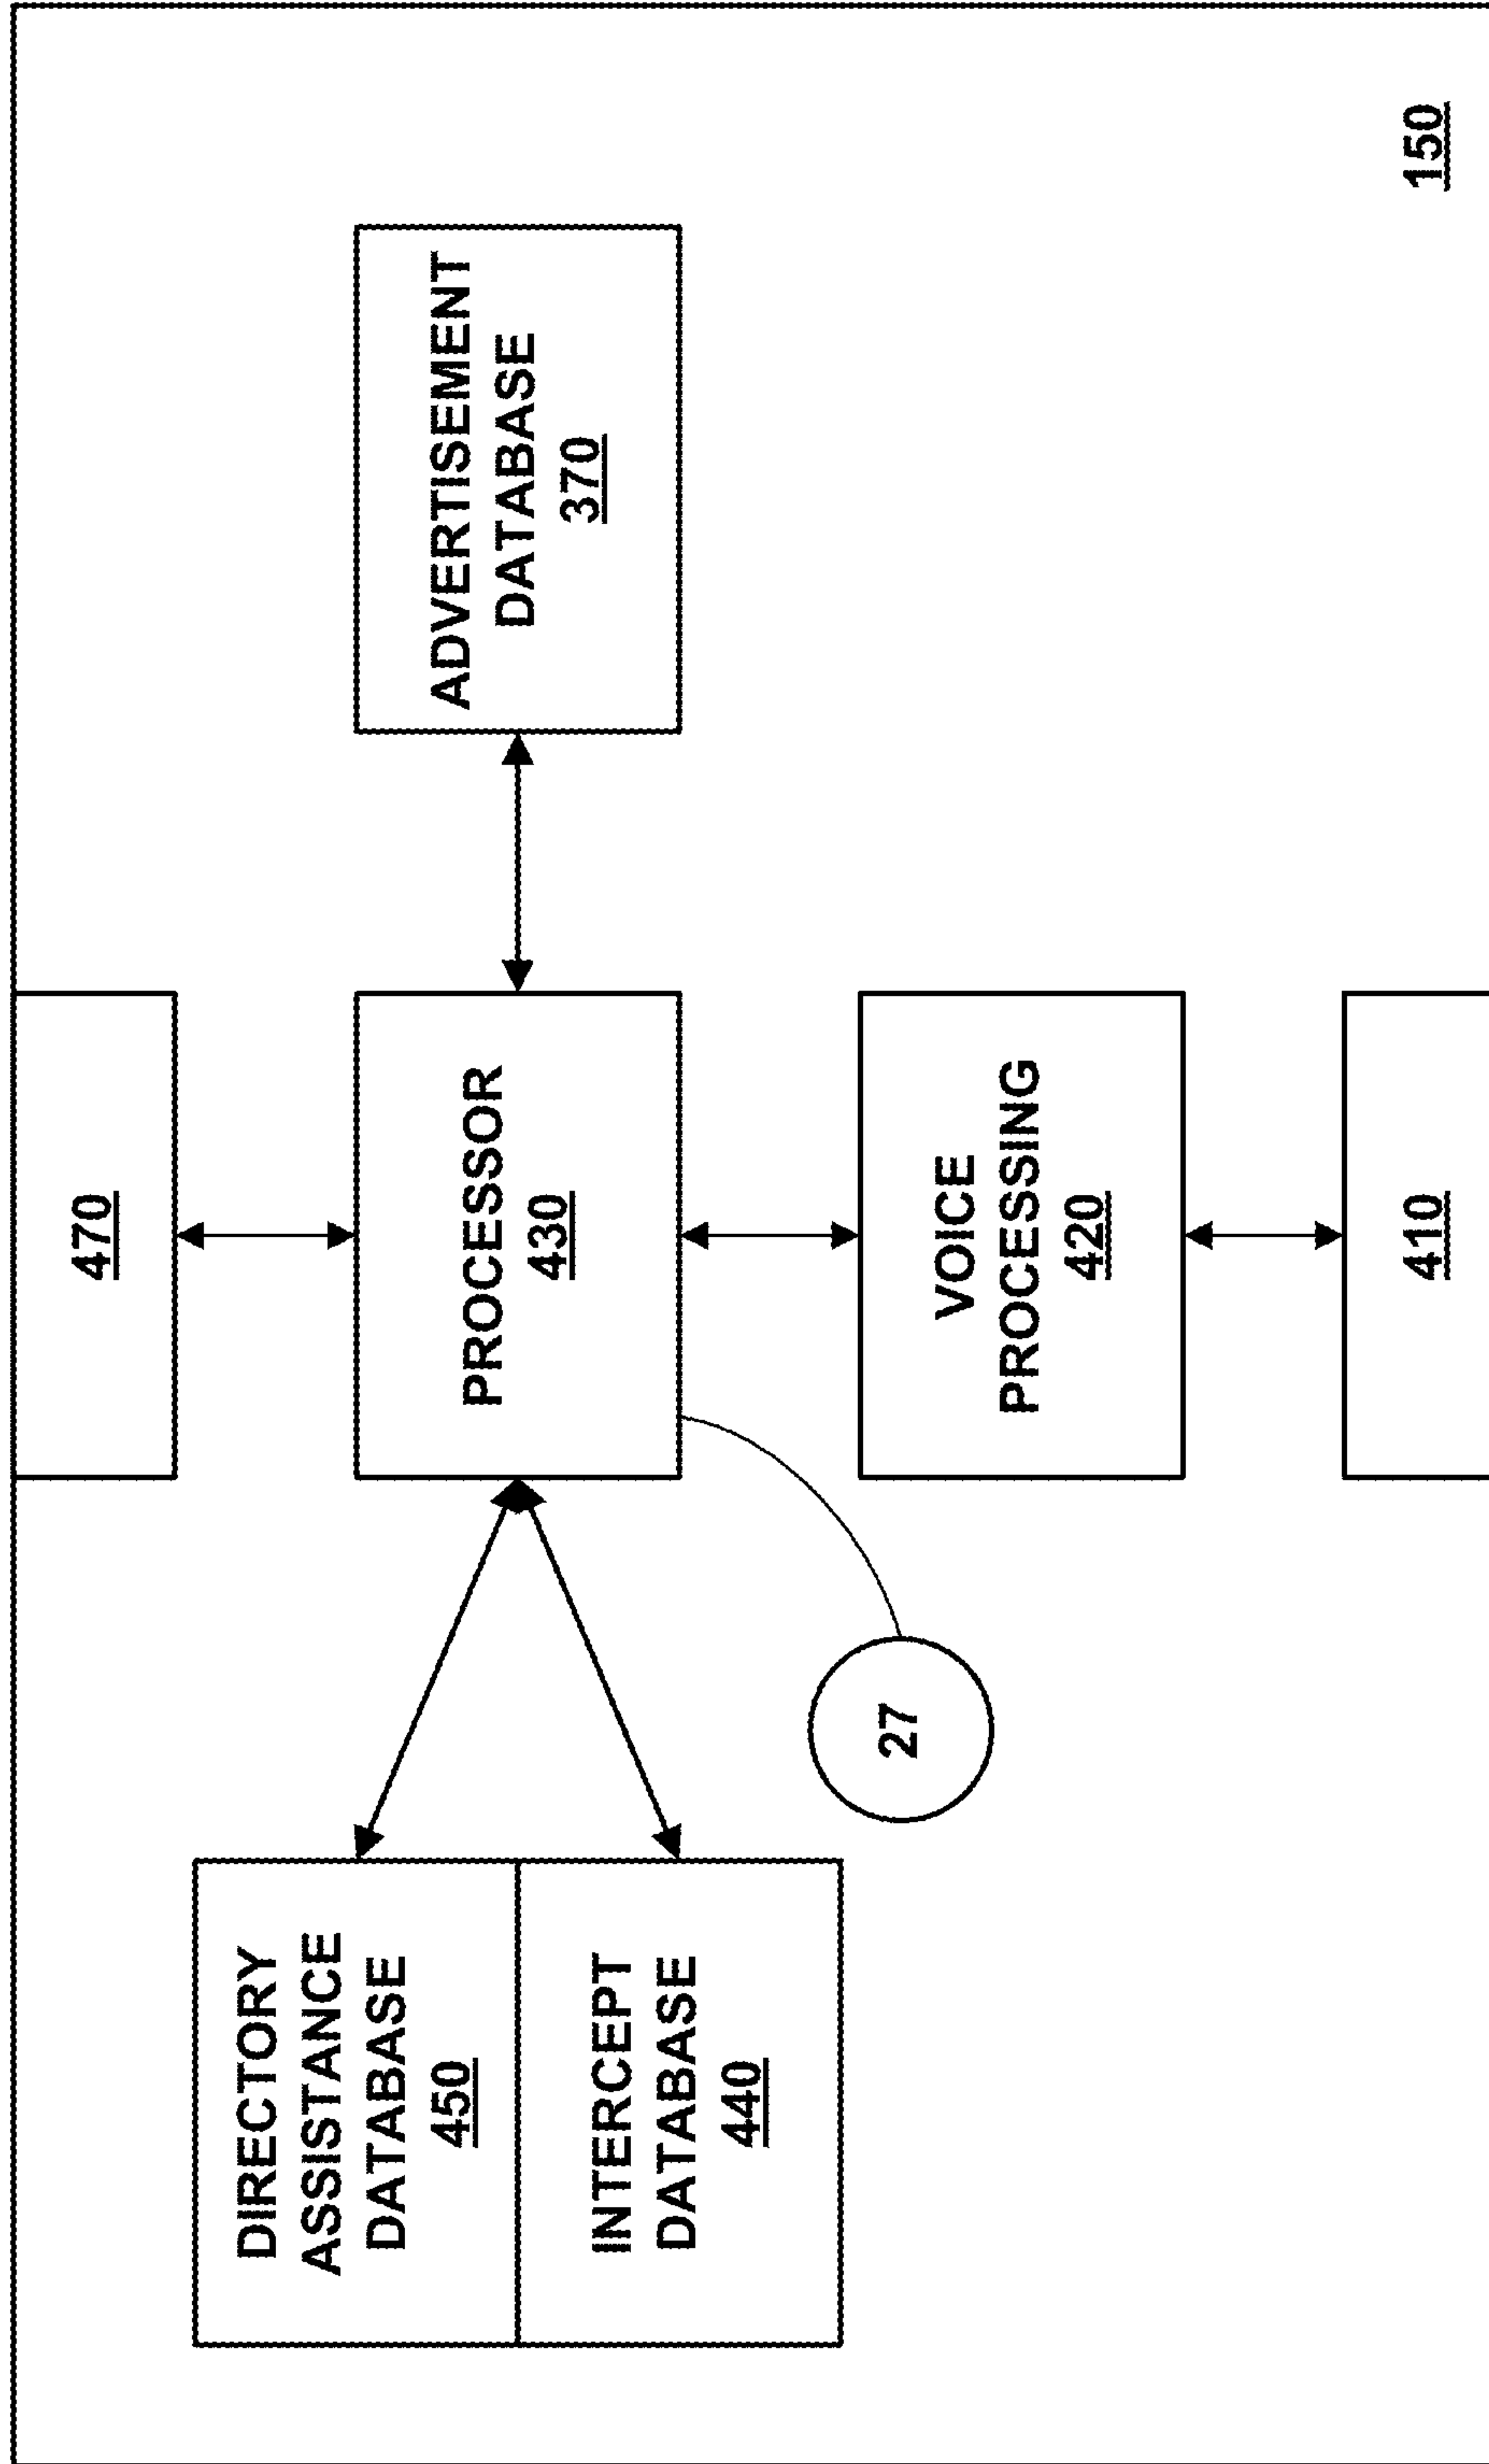 470
DIRECTORY
ASSISTANCE
DATABASE
450
INTERCEPT
DATABASE
440
PROCESSOR
430
ADVERTISEMENT
DATABASE
370
27
VOICE
PROCESSING
420
410
150